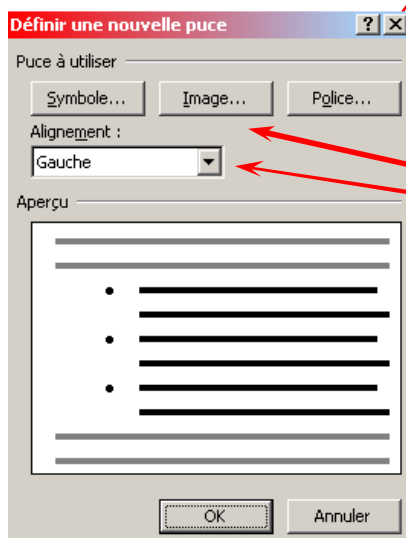 Définir une nouvelle puce
Puce à utiliser
Symbole... Image... Police...
Alignement :
Gauche
Aperçu
OK Annuler